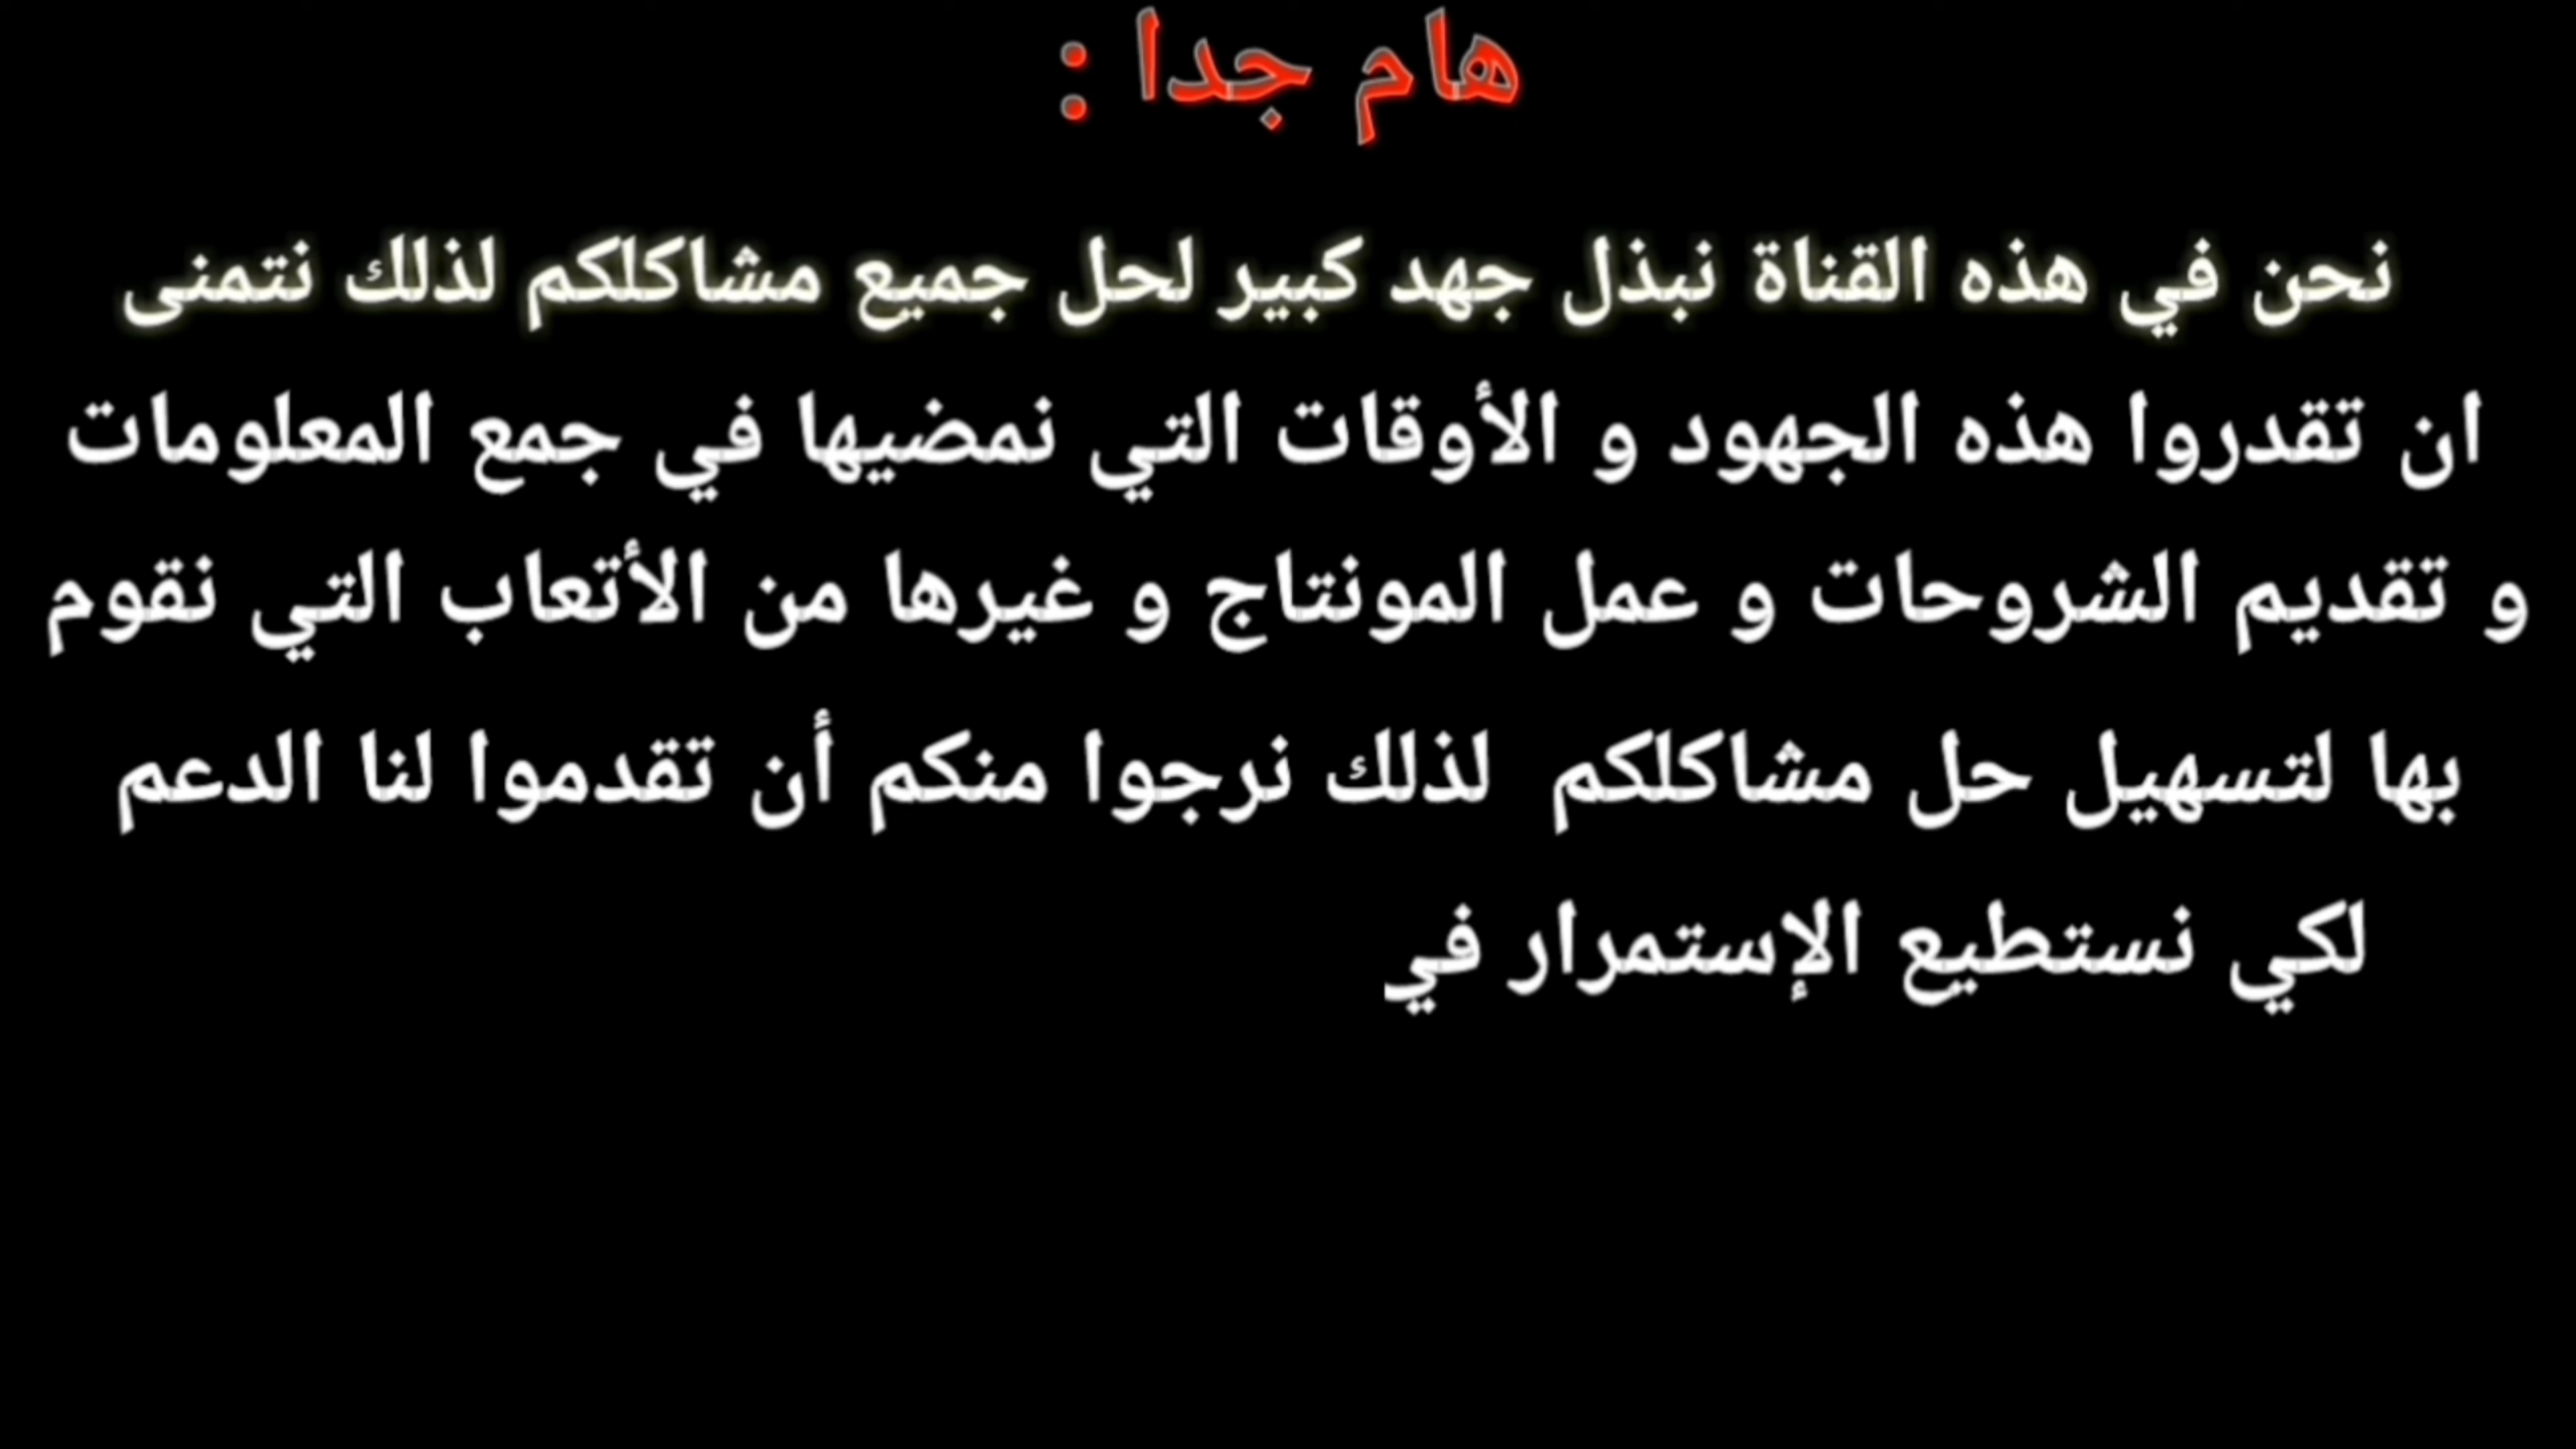 هام جدا :
نحن في هذه القناة نبذل جهد كبير لحل جميع مشاكلكم لذلك نتمنى
ان تقدروا هذه الجهود و الأوقات التي نمضيها في جمع المعلومات
و تقديم الشروحات و عمل المونتاج و غيرها من الأتعاب التي نقوم
بها لتسهيل حل مشاكلكم لذلك نرجوا منكم أن تقدموا لنا الدعم
لكي نستطيع الإستمرار في